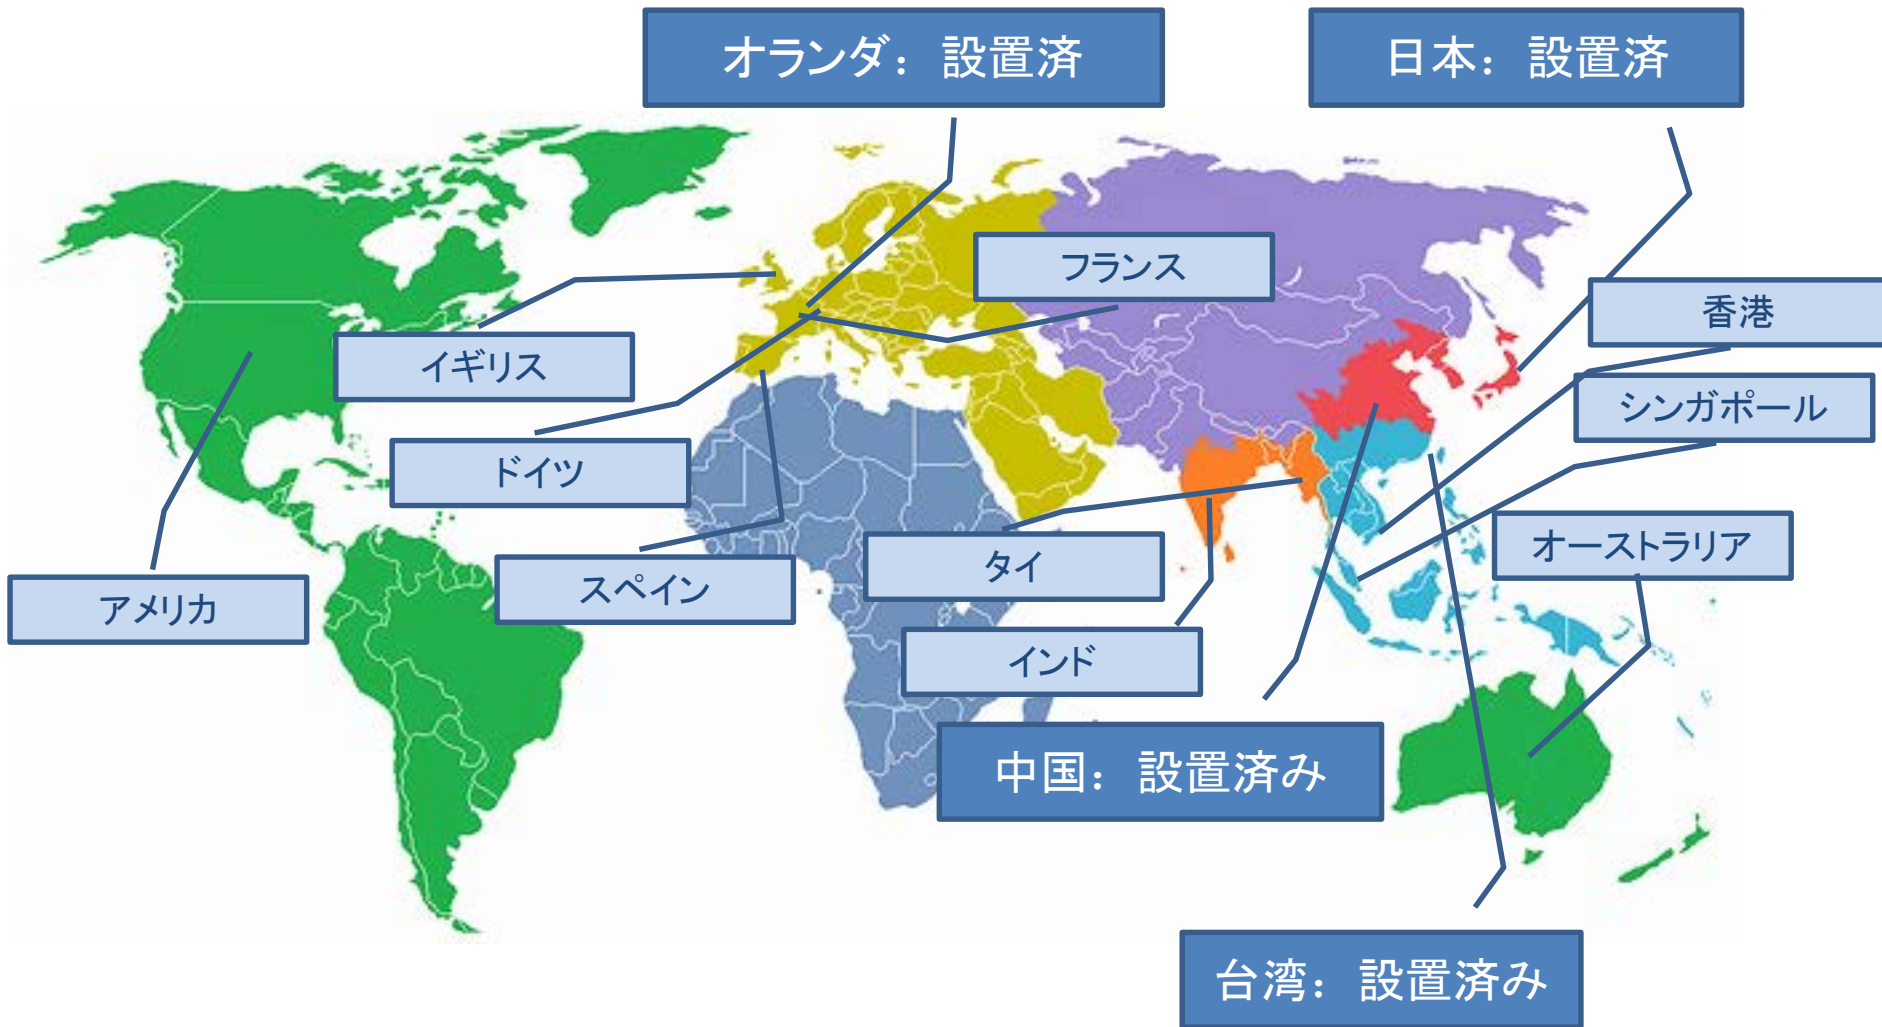 オランダ： 設置済
日本： 設置済
フランス
香港
イギリス
シンガポール
ドイツ
オーストラリア
タイ
スペイン
アメリカ
インド
中国： 設置済み
台湾： 設置済み